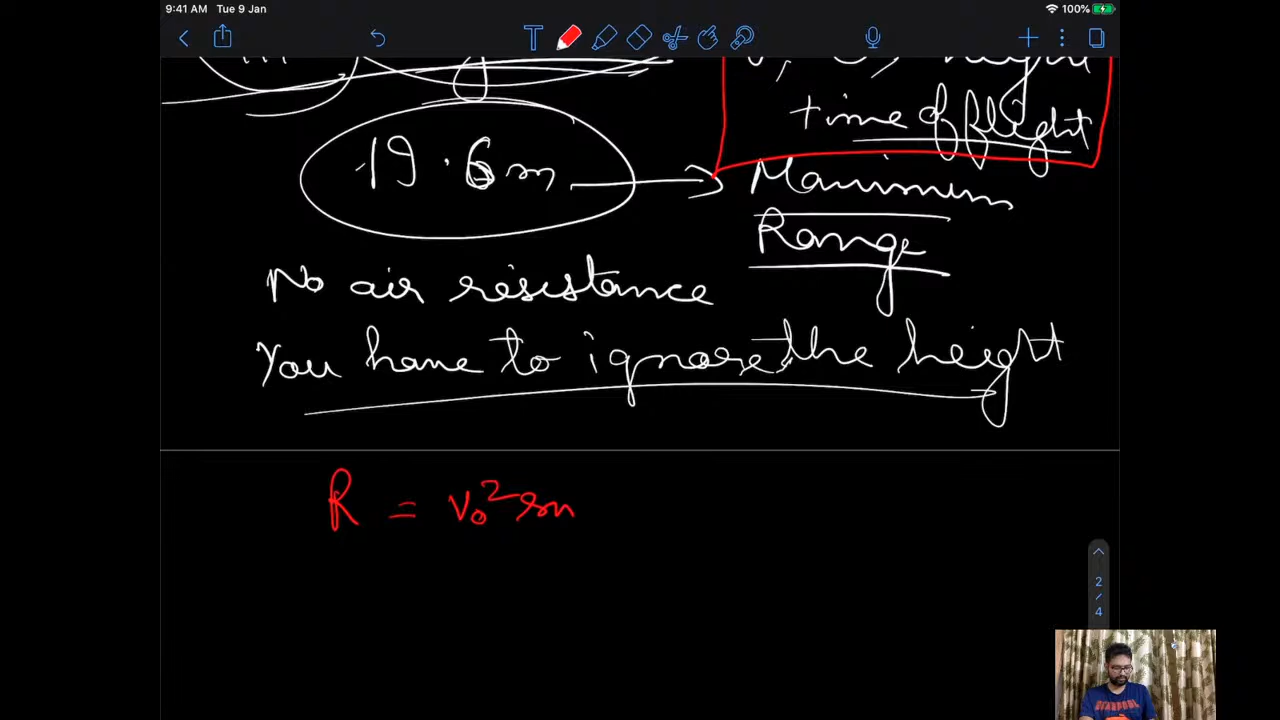 9:41 AM Tue 9 Jan
100%
height
time of flight
19.6m → Maximum
Range
No air resistance
You have to ignore, the height
R = v₀² sin
2
/
4